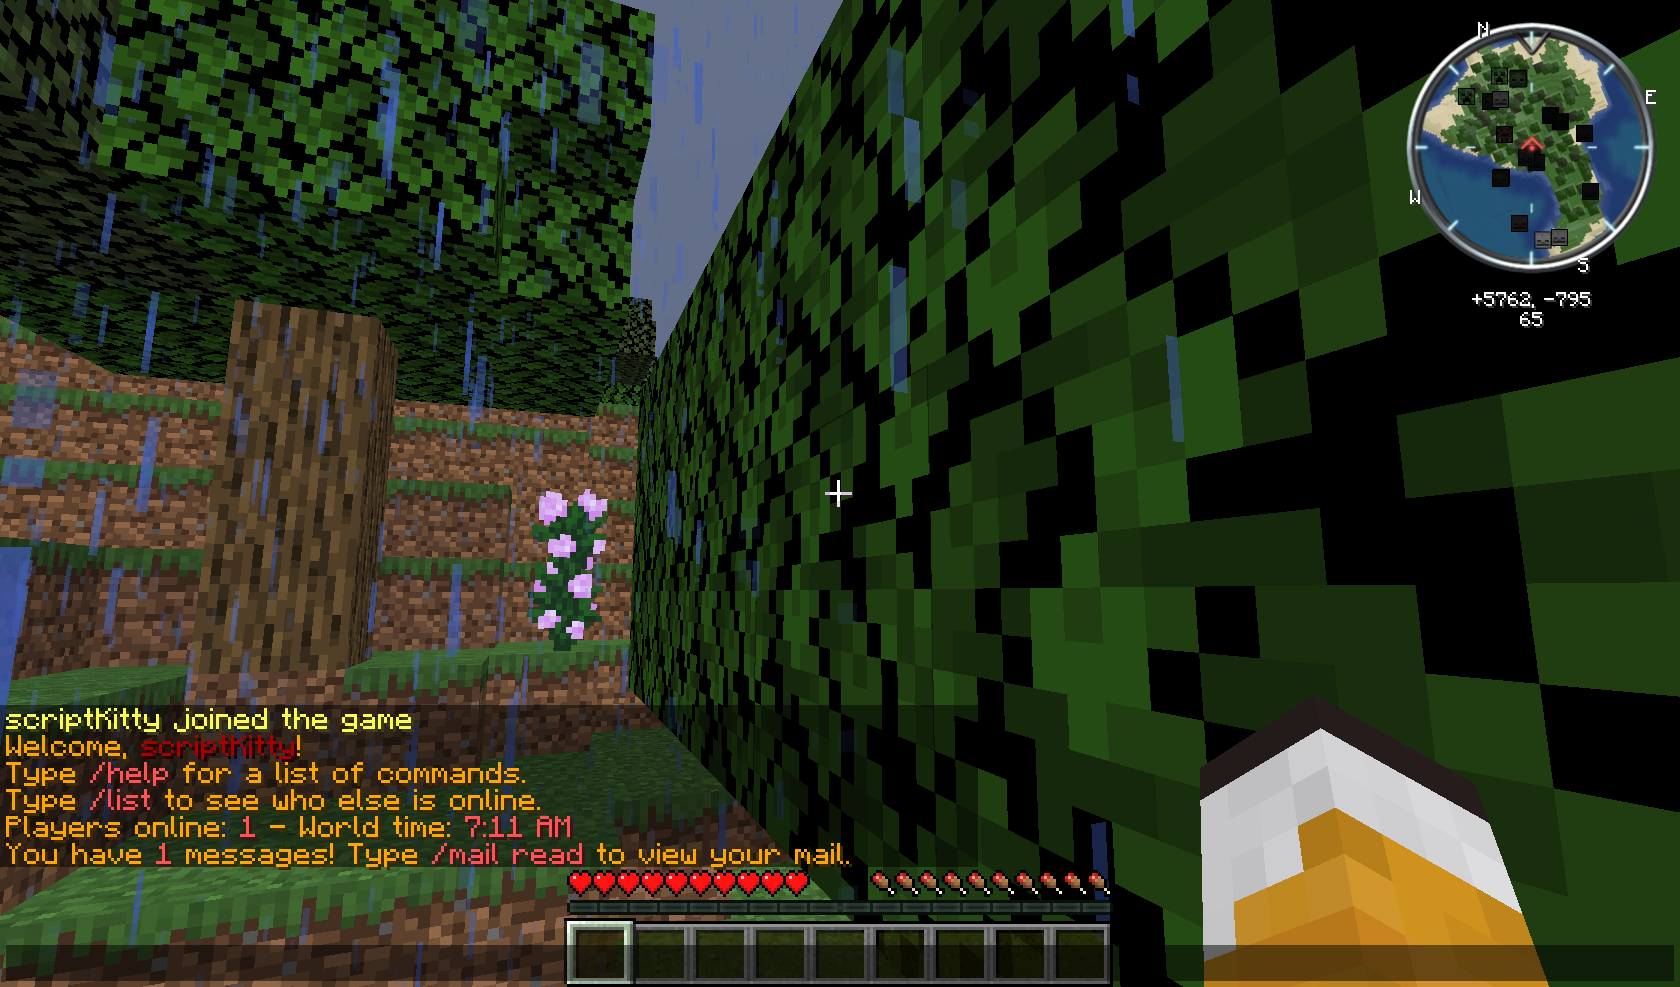 N
E
W
S
+5762, -795
65
scriptKitty joined the game
Welcome, scriptKitty!
Type /help for a list of commands.
Type /list to see who else is online.
Players online: 1 - World time: 7:11 AM
You have 1 messages! Type /mail read to view your mail.